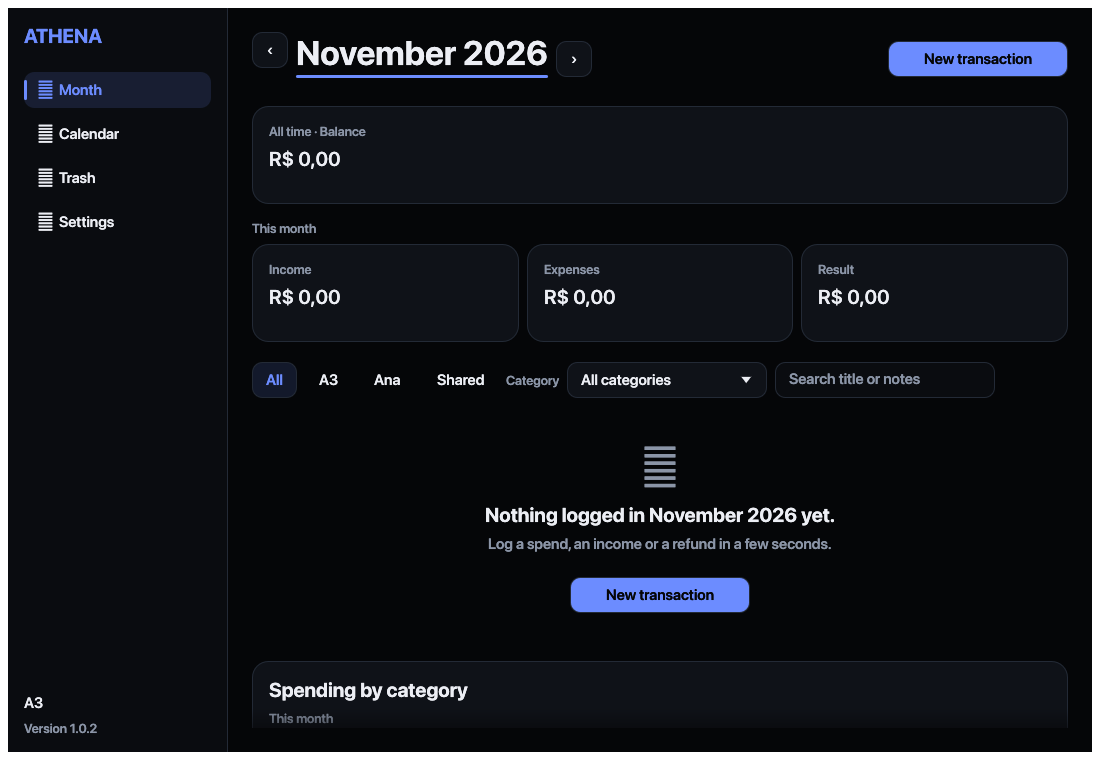 ATHENA
Month
Calendar
Trash
Settings
A3
Version 1.0.2
‹ November 2026 ›
New transaction
All time · Balance
R$ 0,00
This month
Income
R$ 0,00
Expenses
R$ 0,00
Result
R$ 0,00
All A3 Ana Shared Category All categories Search title or notes
Nothing logged in November 2026 yet.
Log a spend, an income or a refund in a few seconds.
New transaction
Spending by category
This month